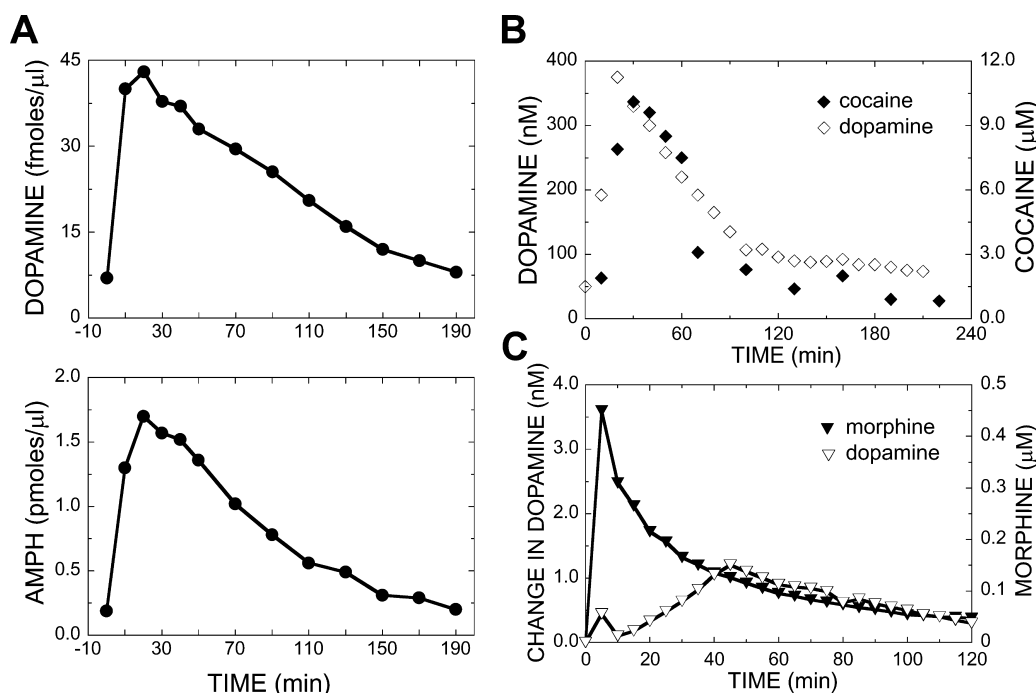 A
DOPAMINE (fmoles/µl)
45
30
15
0
-10 30 70 110 150 190
AMPH (pmoles/µl)
2.0
1.5
1.0
0.5
0.0
-10 30 70 110 150 190
TIME (min)
B
DOPAMINE (nM)
400
300
200
100
0
cocaine
dopamine
12.0
9.0
6.0
3.0
0.0
COCAINE (µM)
0 60 120 180 240
TIME (min)
C
CHANGE IN DOPAMINE (nM)
4.0
3.0
2.0
1.0
0.0
morphine
dopamine
0.5
0.4
0.3
0.2
0.1
0
MORPHINE (µM)
0 20 40 60 80 100 120
TIME (min)